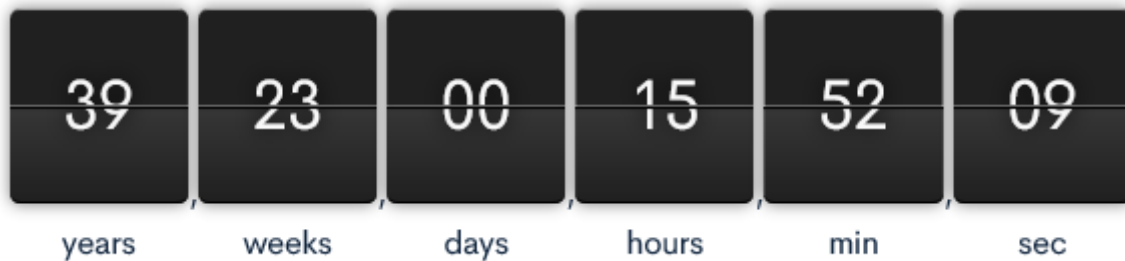 39 23 00 15 52 09
, , , , ,
years weeks days hours min sec